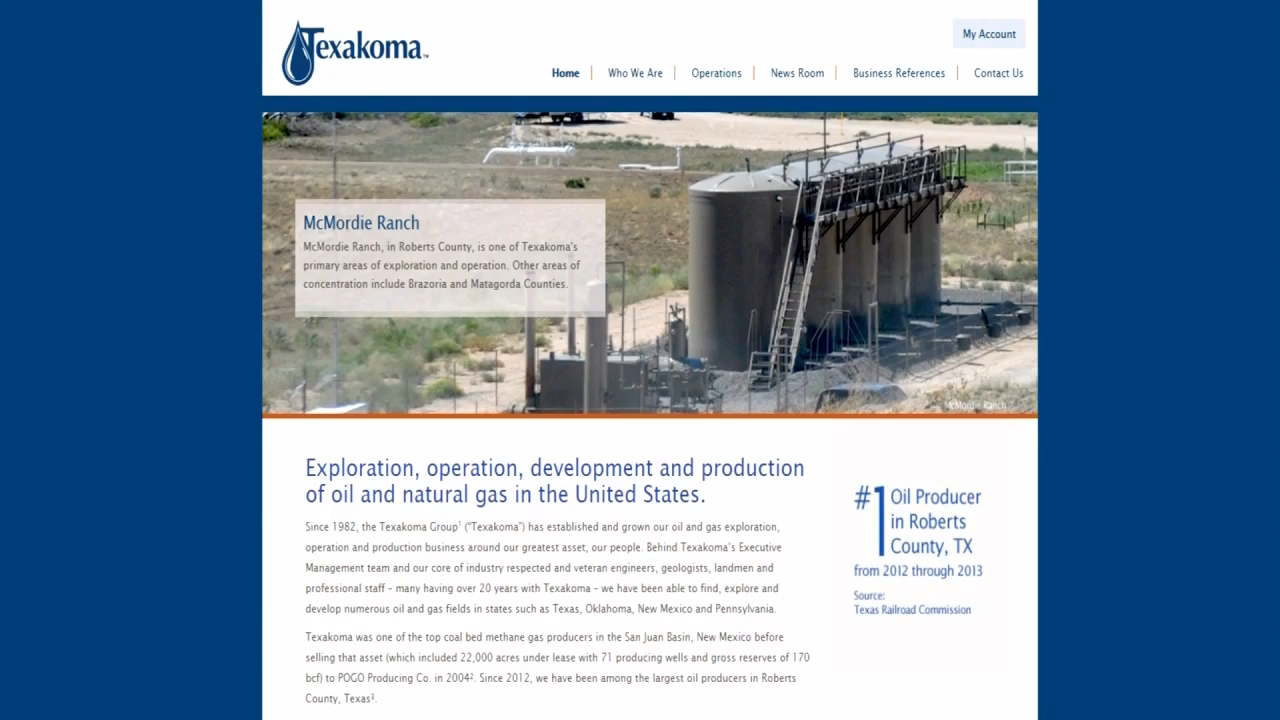 Texakoma™
My Account
Home
Who We Are
Operations
News Room
Business References
Contact Us
McMordie Ranch
McMordie Ranch, in Roberts County, is one of Texakoma's
primary areas of exploration and operation. Other areas of
concentration include Brazoria and Matagorda Counties.
McMordie Ranch
Exploration, operation, development and production
of oil and natural gas in the United States.
Since 1982, the Texakoma Group¹ (“Texakoma”) has established and grown our oil and gas exploration,
operation and production business around our greatest asset, our people. Behind Texakoma's Executive
Management team and our core of industry respected and veteran engineers, geologists, landmen and
professional staff – many having over 20 years with Texakoma – we have been able to find, explore and
develop numerous oil and gas fields in states such as Texas, Oklahoma, New Mexico and Pennsylvania.
Texakoma was one of the top coal bed methane gas producers in the San Juan Basin, New Mexico before
selling that asset (which included 22,000 acres under lease with 71 producing wells and gross reserves of 170
bcf) to POGO Producing Co. in 2004². Since 2012, we have been among the largest oil producers in Roberts
County, Texas².
#1 Oil Producer
in Roberts
County, TX
from 2012 through 2013
Source:
Texas Railroad Commission